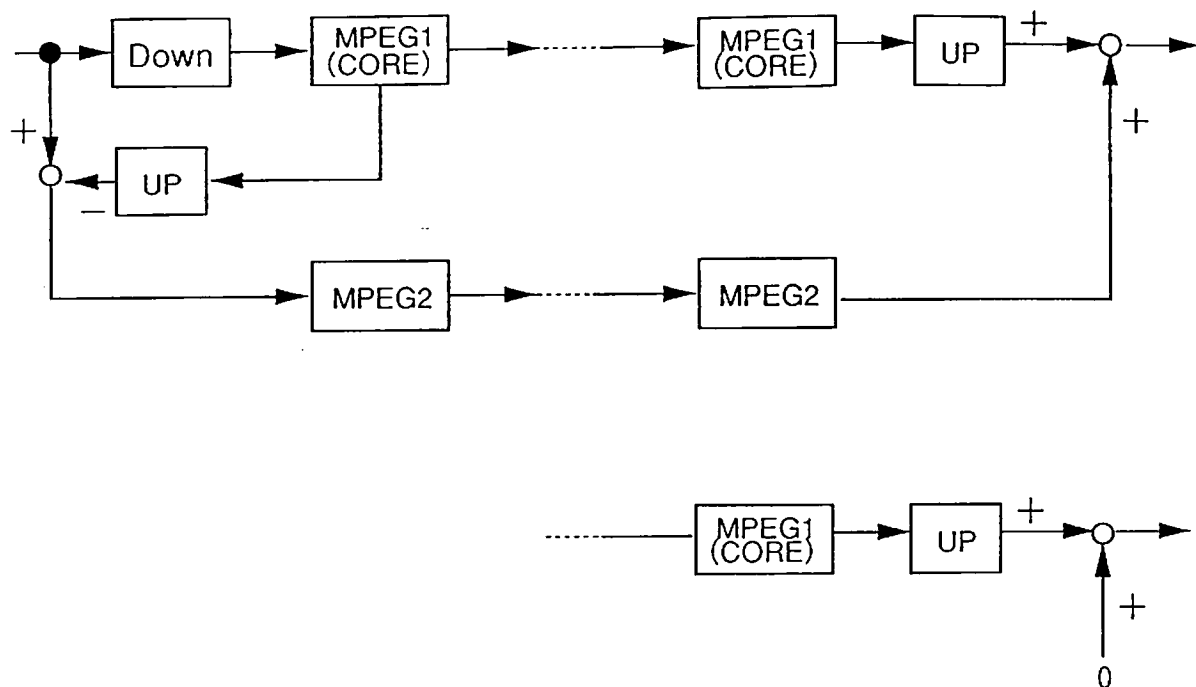 Down
MPEG1
(CORE)
MPEG1
(CORE)
UP
+
+
+
UP
−
MPEG2
MPEG2
MPEG1
(CORE)
UP
+
+
0